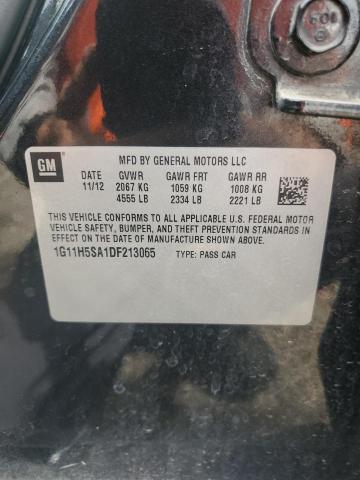 109
GM
MFD BY GENERAL MOTORS LLC
DATE GVWR GAWR FRT GAWR RR
11/12 2067 KG 1059 KG 1008 KG
4555 LB 2334 LB 2221 LB
THIS VEHICLE CONFORMS TO ALL APPLICABLE U.S. FEDERAL MOTOR
VEHICLE SAFETY, BUMPER, AND THEFT PREVENTION STANDARDS IN
EFFECT ON THE DATE OF MANUFACTURE SHOWN ABOVE.
1G11H5SA1DF213065 TYPE: PASS CAR